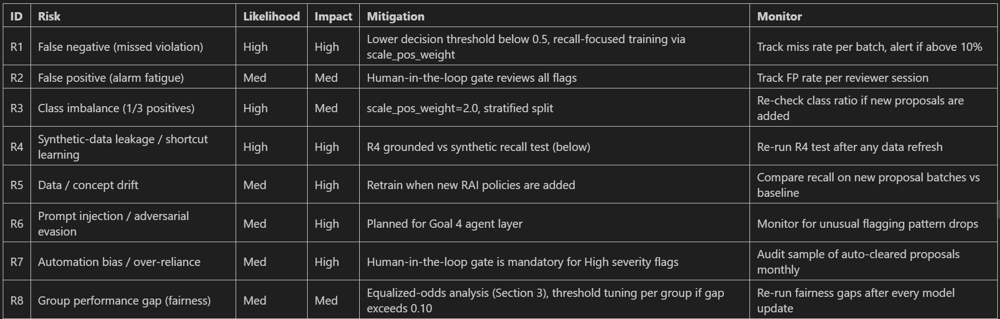 ID Risk Likelihood Impact Mitigation Monitor
R1 False negative (missed violation) High High Lower decision threshold below 0.5, recall-focused training via
scale_pos_weight Track miss rate per batch, alert if above 10%
R2 False positive (alarm fatigue) Med Med Human-in-the-loop gate reviews all flags Track FP rate per reviewer session
R3 Class imbalance (1/3 positives) High Med scale_pos_weight=2.0, stratified split Re-check class ratio if new proposals are
added
R4 Synthetic-data leakage / shortcut
learning High High R4 grounded vs synthetic recall test (below) Re-run R4 test after any data refresh
R5 Data / concept drift Med High Retrain when new RAI policies are added Compare recall on new proposal batches vs
baseline
R6 Prompt injection / adversarial
evasion Med High Planned for Goal 4 agent layer Monitor for unusual flagging pattern drops
R7 Automation bias / over-reliance Med High Human-in-the-loop gate is mandatory for High severity flags Audit sample of auto-cleared proposals
monthly
R8 Group performance gap (fairness) Med Med Equalized-odds analysis (Section 3), threshold tuning per group if gap
exceeds 0.10 Re-run fairness gaps after every model
update